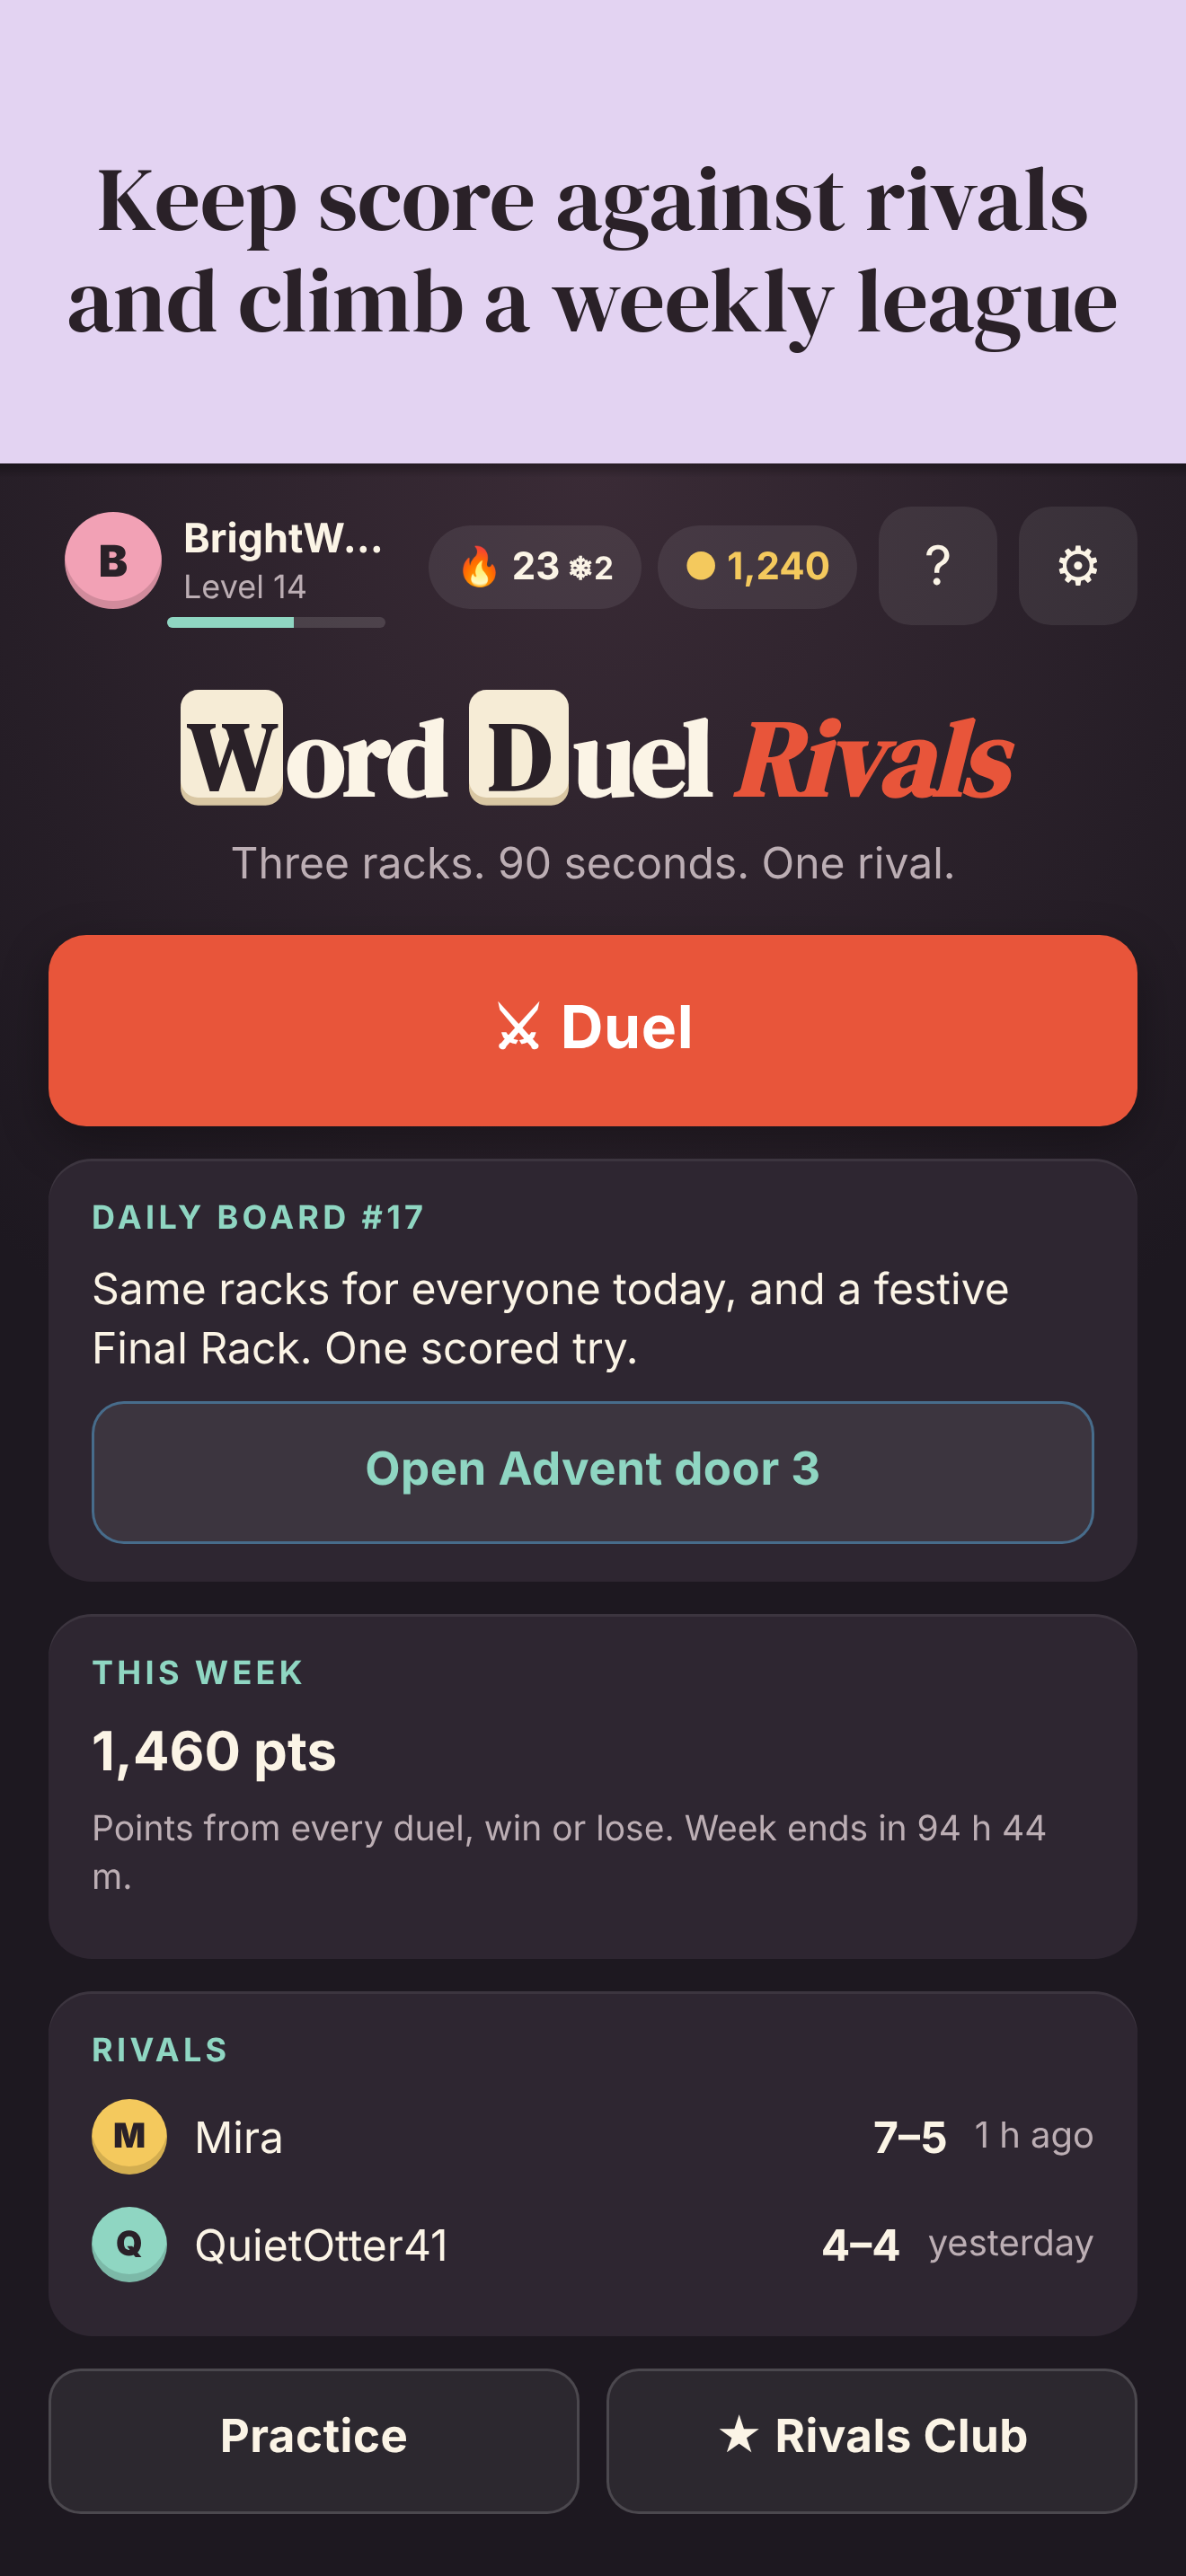 Keep score against rivals
and climb a weekly league
B
BrightW...
Level 14
🔥 23 ❄2
1,240
?
⚙
Word Duel Rivals
Three racks. 90 seconds. One rival.
⚔ Duel
DAILY BOARD #17
Same racks for everyone today, and a festive
Final Rack. One scored try.
Open Advent door 3
THIS WEEK
1,460 pts
Points from every duel, win or lose. Week ends in 94 h 44
m.
RIVALS
M Mira 7–5 1 h ago
Q QuietOtter41 4–4 yesterday
Practice
★ Rivals Club